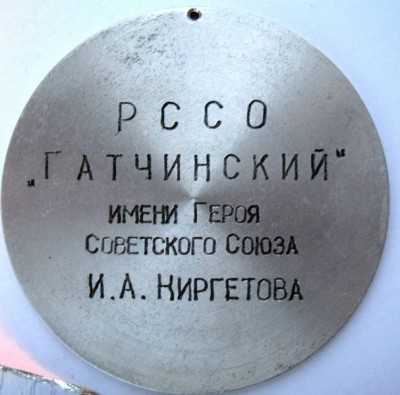 РССО
„ГАТЧИНСКИЙ"
ИМЕНИ ГЕРОЯ
СОВЕТСКОГО СОЮЗА
И.А. КИРГЕТОВА